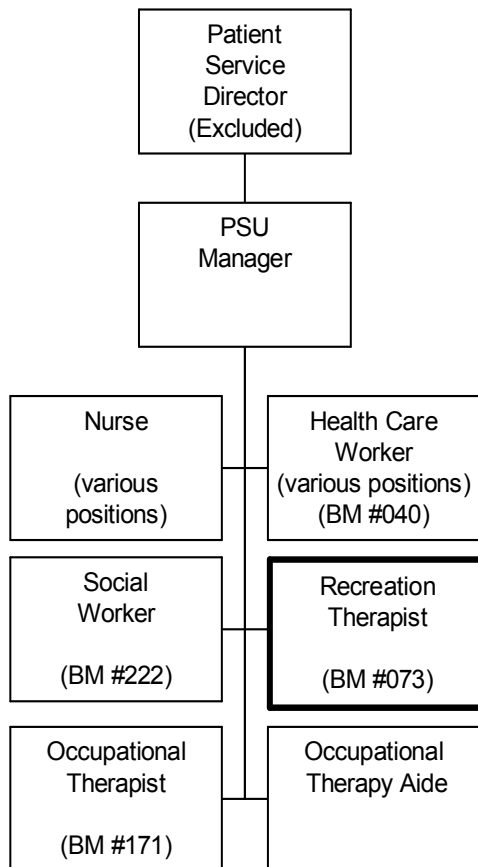 Patient
Service
Director
(Excluded)
PSU
Manager
Nurse
(various
positions)
Health Care
Worker
(various positions)
(BM #040)
Social
Worker
(BM #222)
Recreation
Therapist
(BM #073)
Occupational
Therapist
(BM #171)
Occupational
Therapy Aide